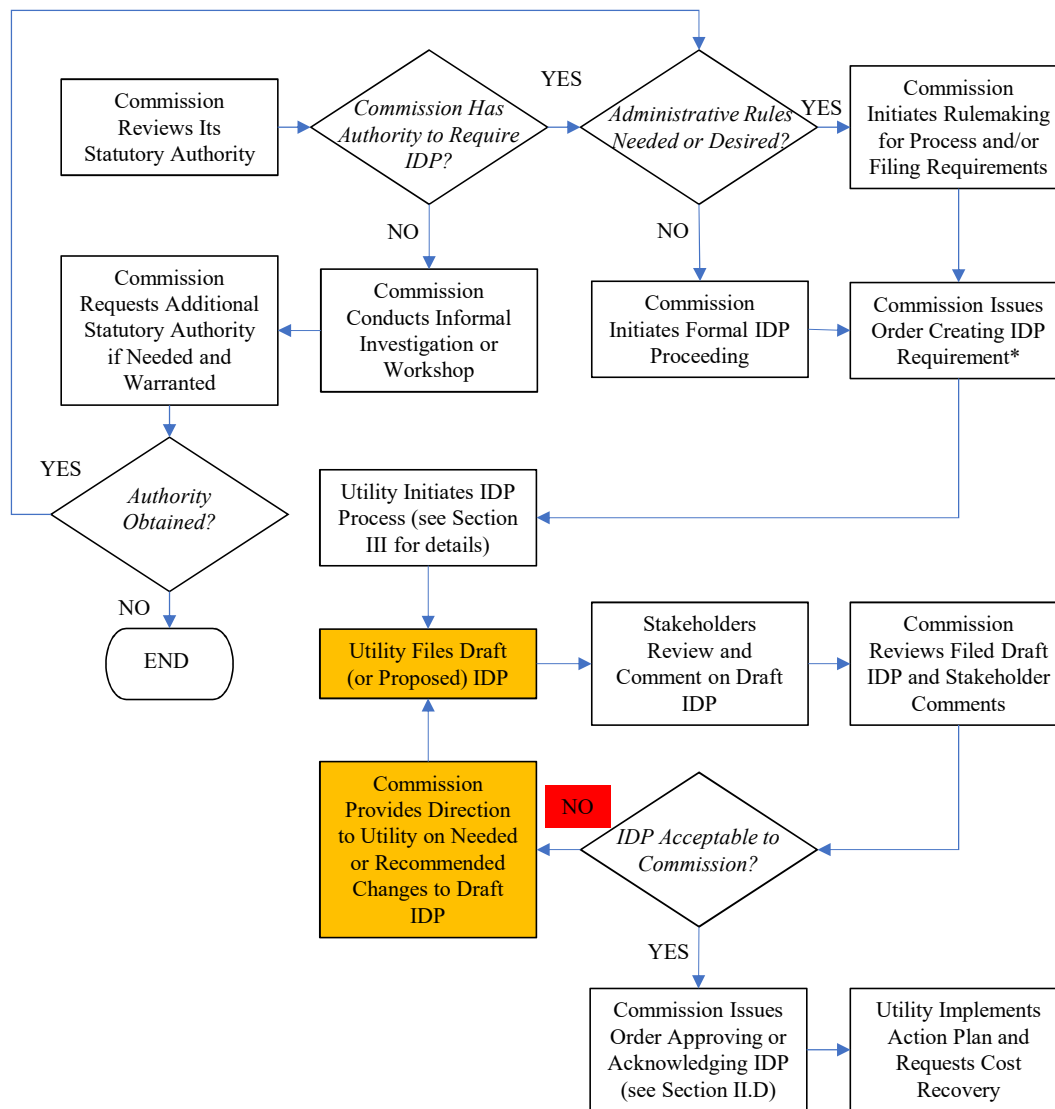 Commission
Reviews Its
Statutory Authority
Commission Has
Authority to Require
IDP?
YES
Administrative Rules
Needed or Desired?
YES
Commission
Initiates Rulemaking
for Process and/or
Filing Requirements
NO
NO
Commission
Requests Additional
Statutory Authority
if Needed and
Warranted
Commission
Conducts Informal
Investigation or
Workshop
Commission
Initiates Formal IDP
Proceeding
Commission Issues
Order Creating IDP
Requirement*
YES
Authority
Obtained?
NO
END
Utility Initiates IDP
Process (see Section
III for details)
Utility Files Draft
(or Proposed) IDP
Stakeholders
Review and
Comment on Draft
IDP
Commission
Reviews Filed Draft
IDP and Stakeholder
Comments
Commission
Provides Direction
to Utility on Needed
or Recommended
Changes to Draft
IDP
NO
IDP Acceptable to
Commission?
YES
Commission Issues
Order Approving or
Acknowledging IDP
(see Section II.D)
Utility Implements
Action Plan and
Requests Cost
Recovery